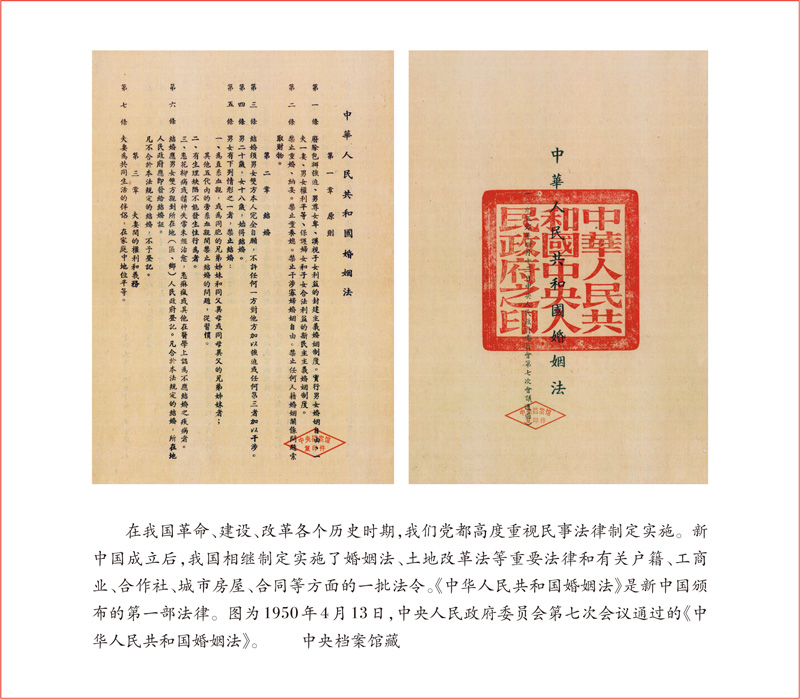 中華人民共和國婚姻法
第一章 原則
第一條 廢除包辦強迫、男尊女卑、漠視子女利益的封建主義婚姻制度。實行男女婚姻自由、一
夫一妻、男女權利平等、保護婦女和子女合法利益的新民主主義婚姻制度。
第二條 禁止重婚、納妾。禁止童養媳。禁止干涉寡婦婚姻自由。禁止任何人藉婚姻關係問題索
取財物。
第二章 結婚
第三條 結婚須男女雙方本人完全自願，不許任何一方對他方加以強迫或任何第三者加以干涉。
第四條 男二十歲，女十八歲，始得結婚。
第五條 男女有下列情形之一者，禁止結婚：
一、為直系血親，或為同胞的兄弟姊妹和同父異母或同母異父的兄弟姊妹者；
其他五代內的旁系血親間禁止結婚的問題，從習慣。
二、有生理缺陷不能發生性行為者。
三、患花柳病或精神失常未經治愈，患痲瘋或其他在醫學上認為不應結婚之疾病者。
第六條 結婚應男女雙方親到所在地（區、鄉）人民政府登記。凡合於本法規定的結婚，所在地
人民政府應即發給結婚證。
凡不合於本法規定的結婚，不予登記。
第三章 夫妻間的權利和義務
第七條 夫妻為共同生活的伴侶，在家庭中地位平等。
中央档案馆
复印件
中華人民共和國婚姻法
會第七次會議通過
中華人民共
和國中央人
民政府之印
中央档案馆
复印件
在我国革命、建设、改革各个历史时期,我们党都高度重视民事法律制定实施。新
中国成立后,我国相继制定实施了婚姻法、土地改革法等重要法律和有关户籍、工商
业、合作社、城市房屋、合同等方面的一批法令。《中华人民共和国婚姻法》是新中国颁
布的第一部法律。图为1950年4月13日,中央人民政府委员会第七次会议通过的《中
华人民共和国婚姻法》。 中央档案馆藏